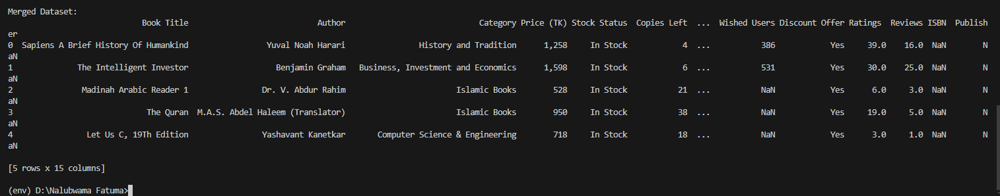 Merged Dataset:
Book Title Author Category Price (TK) Stock Status Copies Left ... Wished Users Discount Offer Ratings Reviews ISBN Publish
er
0 Sapiens A Brief History Of Humankind Yuval Noah Harari History and Tradition 1,258 In Stock 4 ... 386 Yes 39.0 16.0 NaN N
aN
1 The Intelligent Investor Benjamin Graham Business, Investment and Economics 1,598 In Stock 6 ... 531 Yes 30.0 25.0 NaN N
aN
2 Madinah Arabic Reader 1 Dr. V. Abdur Rahim Islamic Books 528 In Stock 21 ... NaN Yes 6.0 3.0 NaN N
aN
3 The Quran M.A.S. Abdel Haleem (Translator) Islamic Books 950 In Stock 38 ... NaN Yes 19.0 5.0 NaN N
aN
4 Let Us C, 19Th Edition Yashavant Kanetkar Computer Science & Engineering 718 In Stock 18 ... NaN Yes 3.0 1.0 NaN N
aN
[5 rows x 15 columns]
(env) D:\Nalubwama Fatuma>